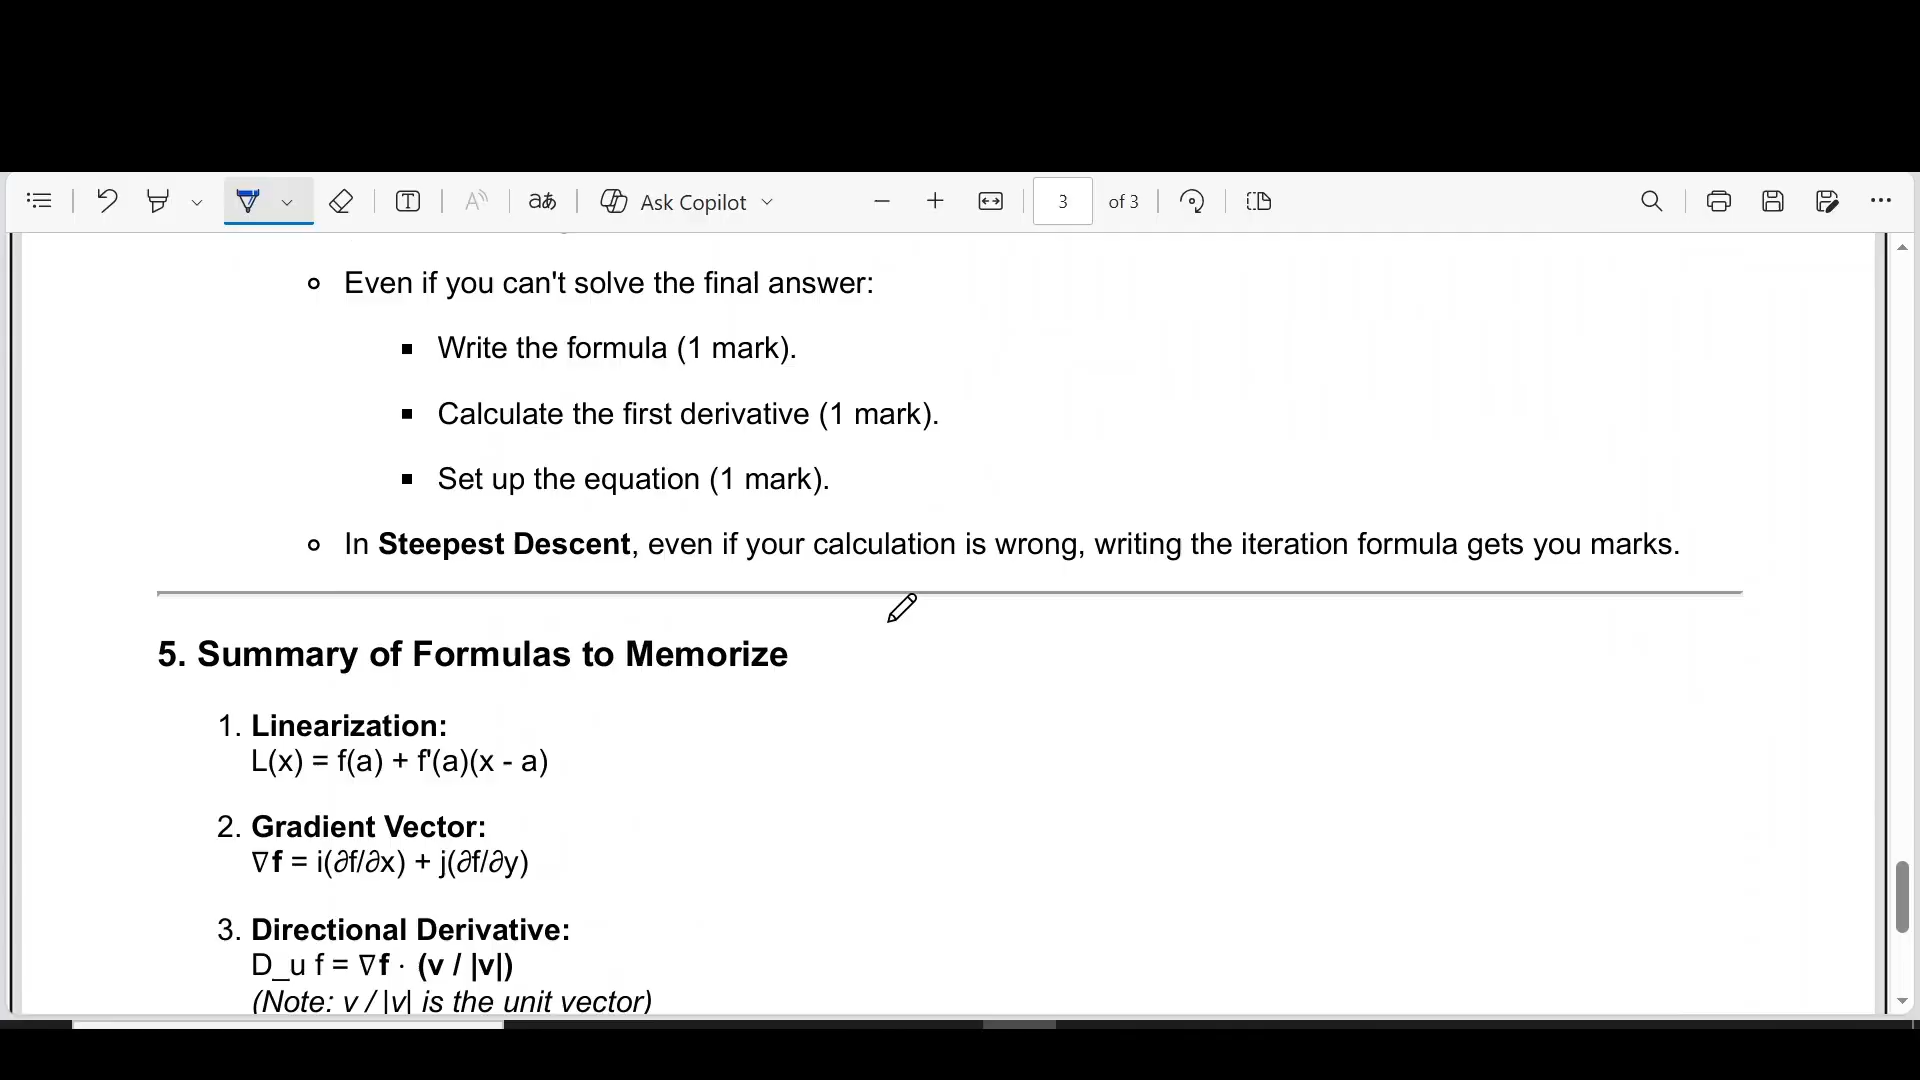 Ask Copilot
3
of 3
Even if you can't solve the final answer:
Write the formula (1 mark).
Calculate the first derivative (1 mark).
Set up the equation (1 mark).
In Steepest Descent, even if your calculation is wrong, writing the iteration formula gets you marks.
5. Summary of Formulas to Memorize
1. Linearization:
L(x) = f(a) + f'(a)(x - a)
2. Gradient Vector:
∇f = i(∂f/∂x) + j(∂f/∂y)
3. Directional Derivative:
D_u f = ∇f · (v / |v|)
(Note: v / |v| is the unit vector)